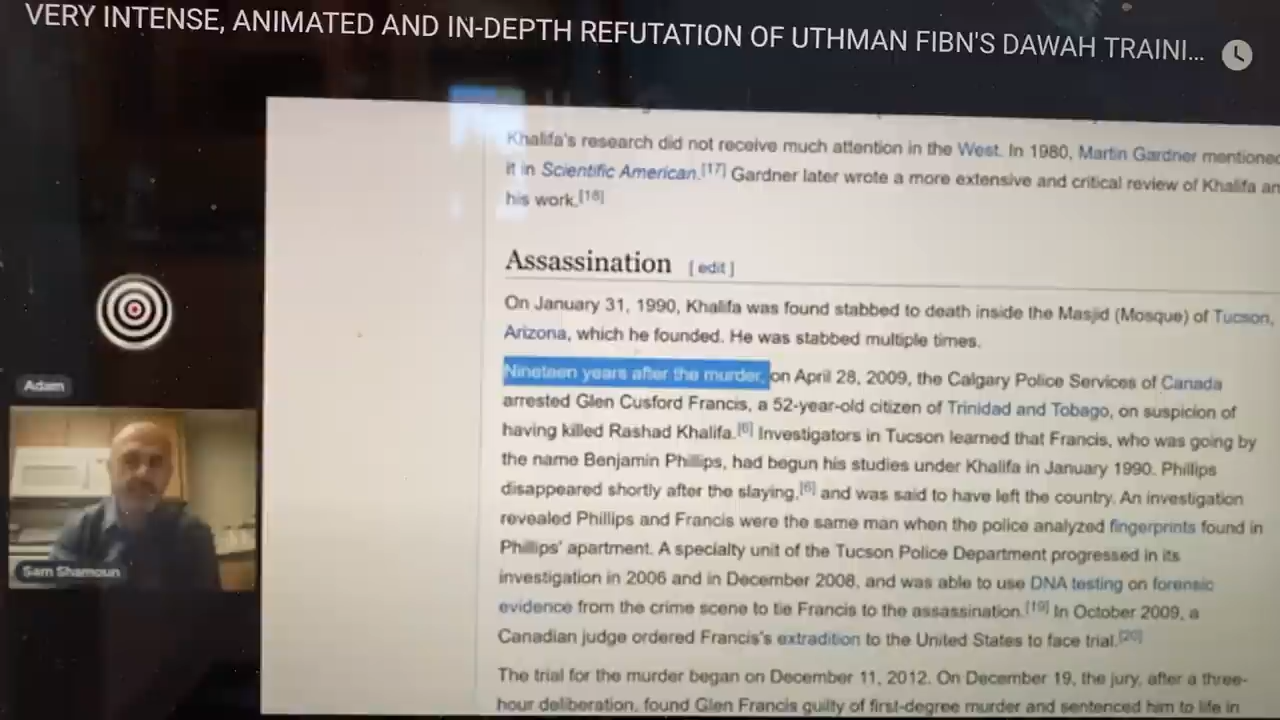 VERY INTENSE, ANIMATED AND IN-DEPTH REFUTATION OF UTHMAN FIBN'S DAWAH TRAINI...
Khalifa's research did not receive much attention in the West. In 1980, Martin Gardner mentioned
it in Scientific American.[17] Gardner later wrote a more extensive and critical review of Khalifa an
his work.[18]
Assassination [ edit ]
On January 31, 1990, Khalifa was found stabbed to death inside the Masjid (Mosque) of Tucson,
Arizona, which he founded. He was stabbed multiple times.
Nineteen years after the murder, on April 28, 2009, the Calgary Police Services of Canada
arrested Glen Cusford Francis, a 52-year-old citizen of Trinidad and Tobago, on suspicion of
having killed Rashad Khalifa.[6] Investigators in Tucson learned that Francis, who was going by
the name Benjamin Phillips, had begun his studies under Khalifa in January 1990. Phillips
disappeared shortly after the slaying,[6] and was said to have left the country. An investigation
revealed Phillips and Francis were the same man when the police analyzed fingerprints found in
Phillips' apartment. A specialty unit of the Tucson Police Department progressed in its
investigation in 2006 and in December 2008, and was able to use DNA testing on forensic
evidence from the crime scene to tie Francis to the assassination.[19] In October 2009, a
Canadian judge ordered Francis's extradition to the United States to face trial.[20]
The trial for the murder began on December 11, 2012. On December 19, the jury, after a three-
hour deliberation, found Glen Francis guilty of first-degree murder and sentenced him to life in
Adam
Sam Shamoun